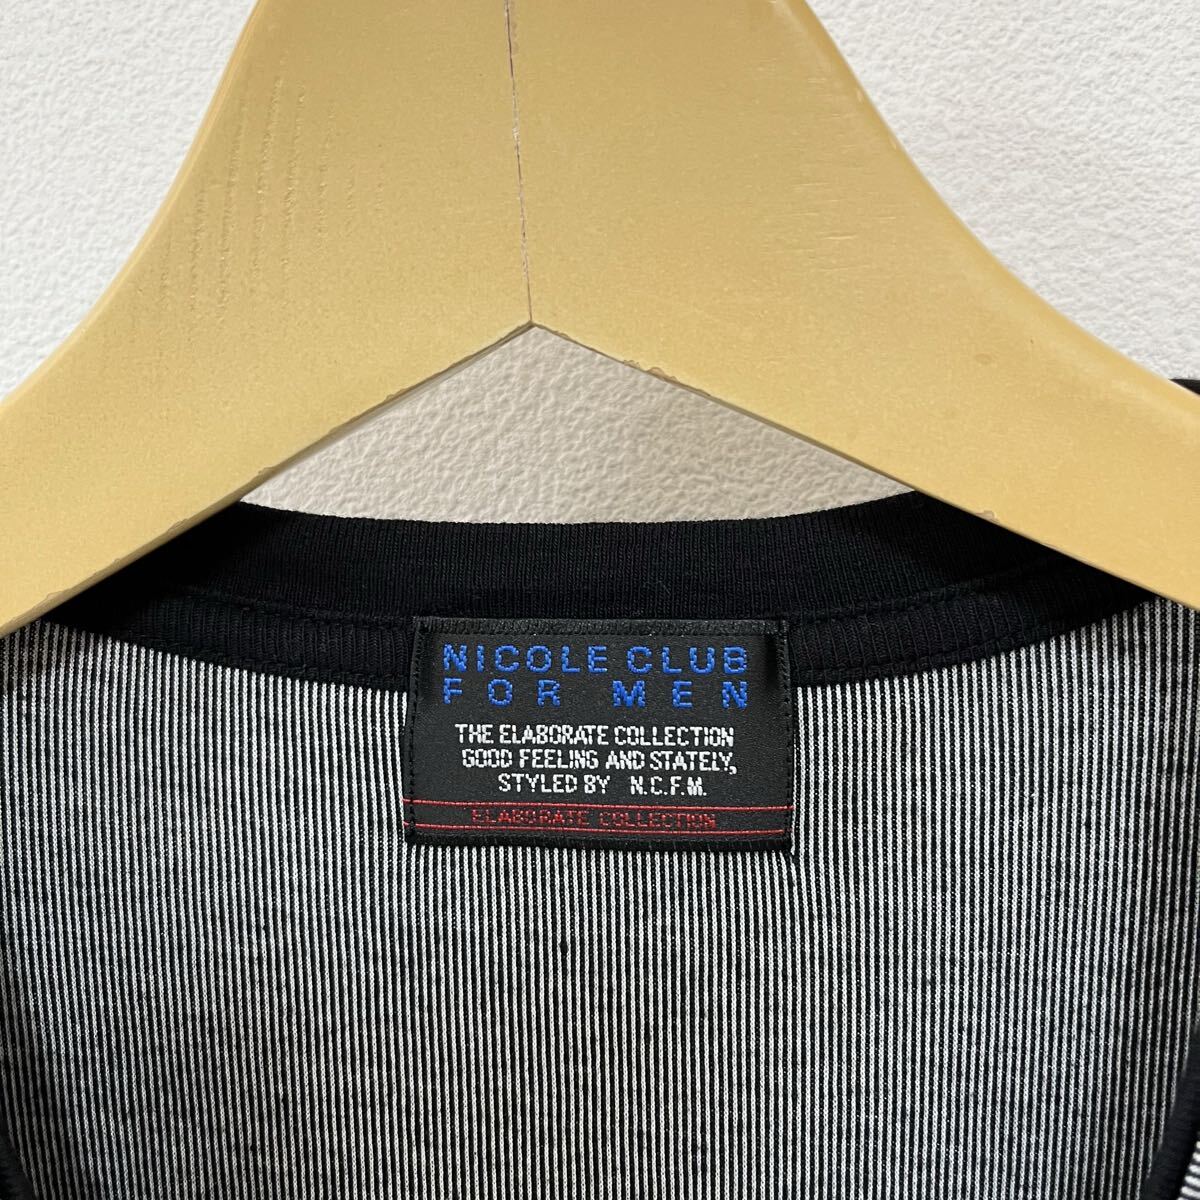 NICOLE CLUB
FOR MEN
THE ELABORATE COLLECTION
GOOD FEELING AND STATELY,
STYLED BY N.C.F.M.
ELABORATE COLLECTION